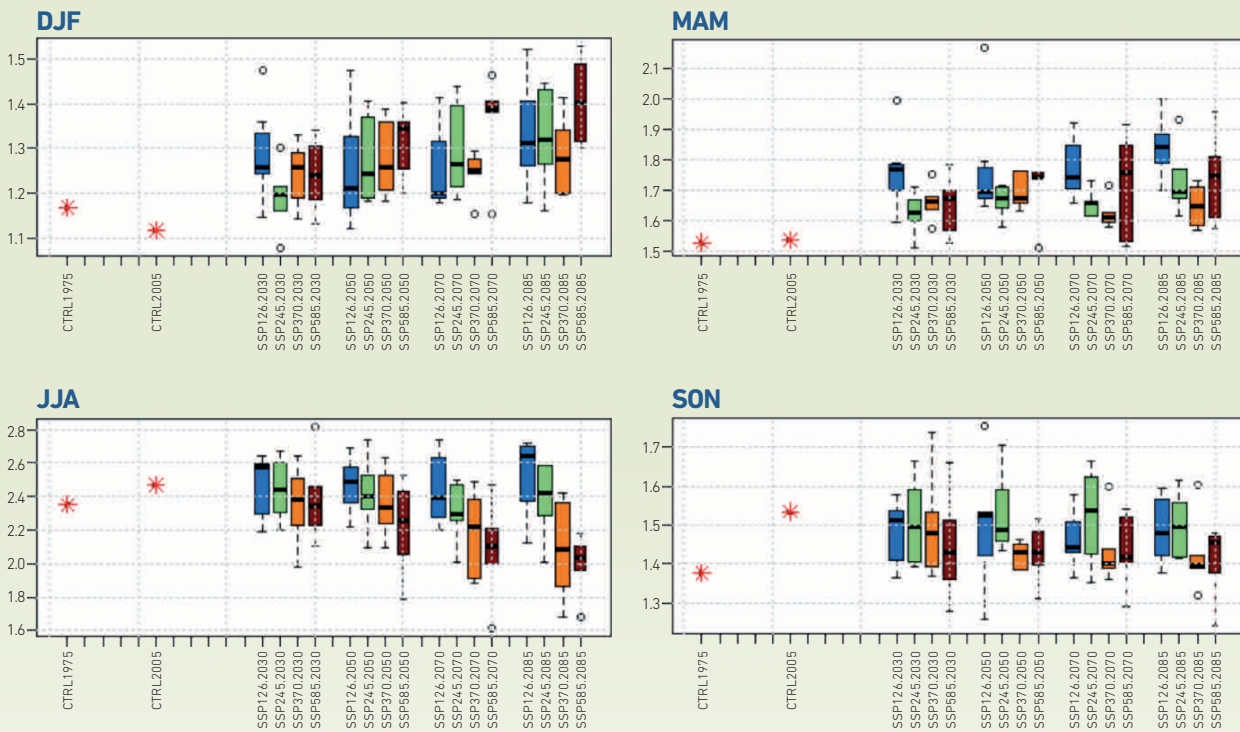 DJF
1.5
1.4
1.3
1.2
1.1
CTRL1975
CTRL2005
SSP126.2030
SSP245.2030
SSP370.2030
SSP585.2030
SSP126.2050
SSP245.2050
SSP370.2050
SSP585.2050
SSP126.2070
SSP245.2070
SSP370.2070
SSP585.2070
SSP126.2085
SSP245.2085
SSP370.2085
SSP585.2085
MAM
2.1
2.0
1.9
1.8
1.7
1.6
1.5
CTRL1975
CTRL2005
SSP126.2030
SSP245.2030
SSP370.2030
SSP585.2030
SSP126.2050
SSP245.2050
SSP370.2050
SSP585.2050
SSP126.2070
SSP245.2070
SSP370.2070
SSP585.2070
SSP126.2085
SSP245.2085
SSP370.2085
SSP585.2085
JJA
2.8
2.6
2.4
2.2
2.0
1.8
1.6
CTRL1975
CTRL2005
SSP126.2030
SSP245.2030
SSP370.2030
SSP585.2030
SSP126.2050
SSP245.2050
SSP370.2050
SSP585.2050
SSP126.2070
SSP245.2070
SSP370.2070
SSP585.2070
SSP126.2085
SSP245.2085
SSP370.2085
SSP585.2085
SON
1.7
1.6
1.5
1.4
1.3
CTRL1975
CTRL2005
SSP126.2030
SSP245.2030
SSP370.2030
SSP585.2030
SSP126.2050
SSP245.2050
SSP370.2050
SSP585.2050
SSP126.2070
SSP245.2070
SSP370.2070
SSP585.2070
SSP126.2085
SSP245.2085
SSP370.2085
SSP585.2085